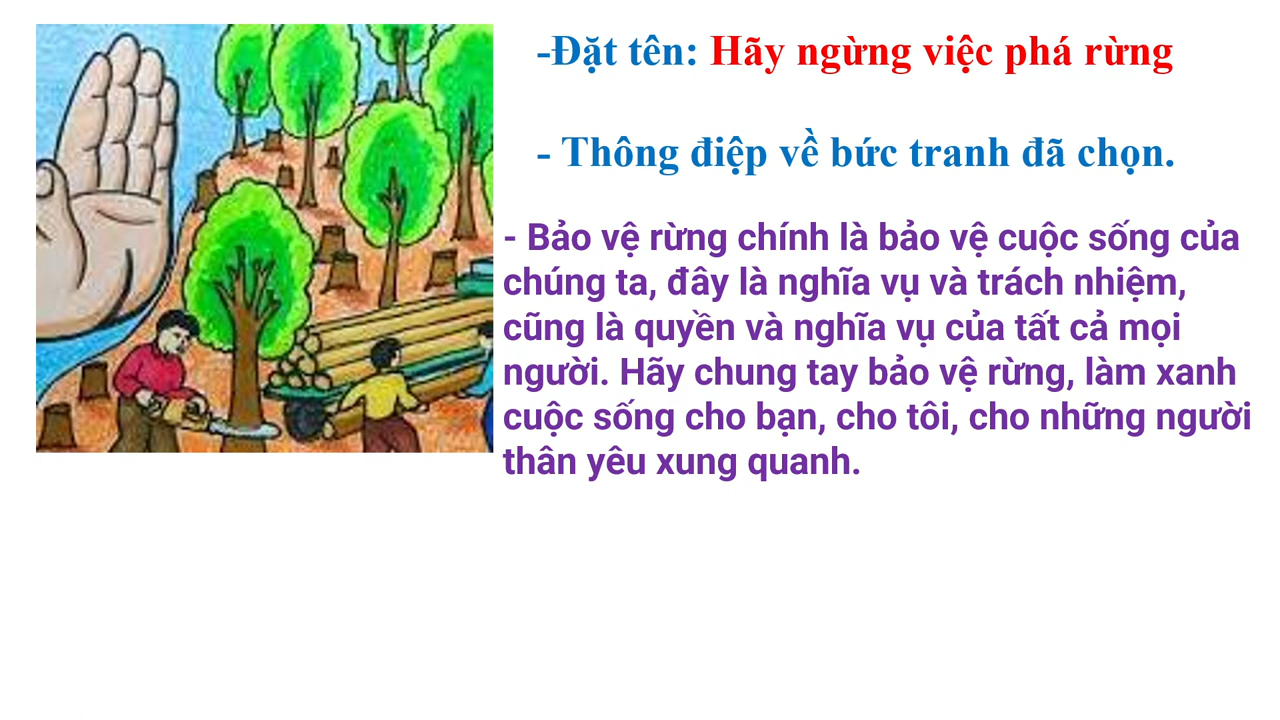 -Đặt tên: Hãy ngừng việc phá rừng
- Thông điệp về bức tranh đã chọn.
- Bảo vệ rừng chính là bảo vệ cuộc sống của
chúng ta, đây là nghĩa vụ và trách nhiệm,
cũng là quyền và nghĩa vụ của tất cả mọi
người. Hãy chung tay bảo vệ rừng, làm xanh
cuộc sống cho bạn, cho tôi, cho những người
thân yêu xung quanh.